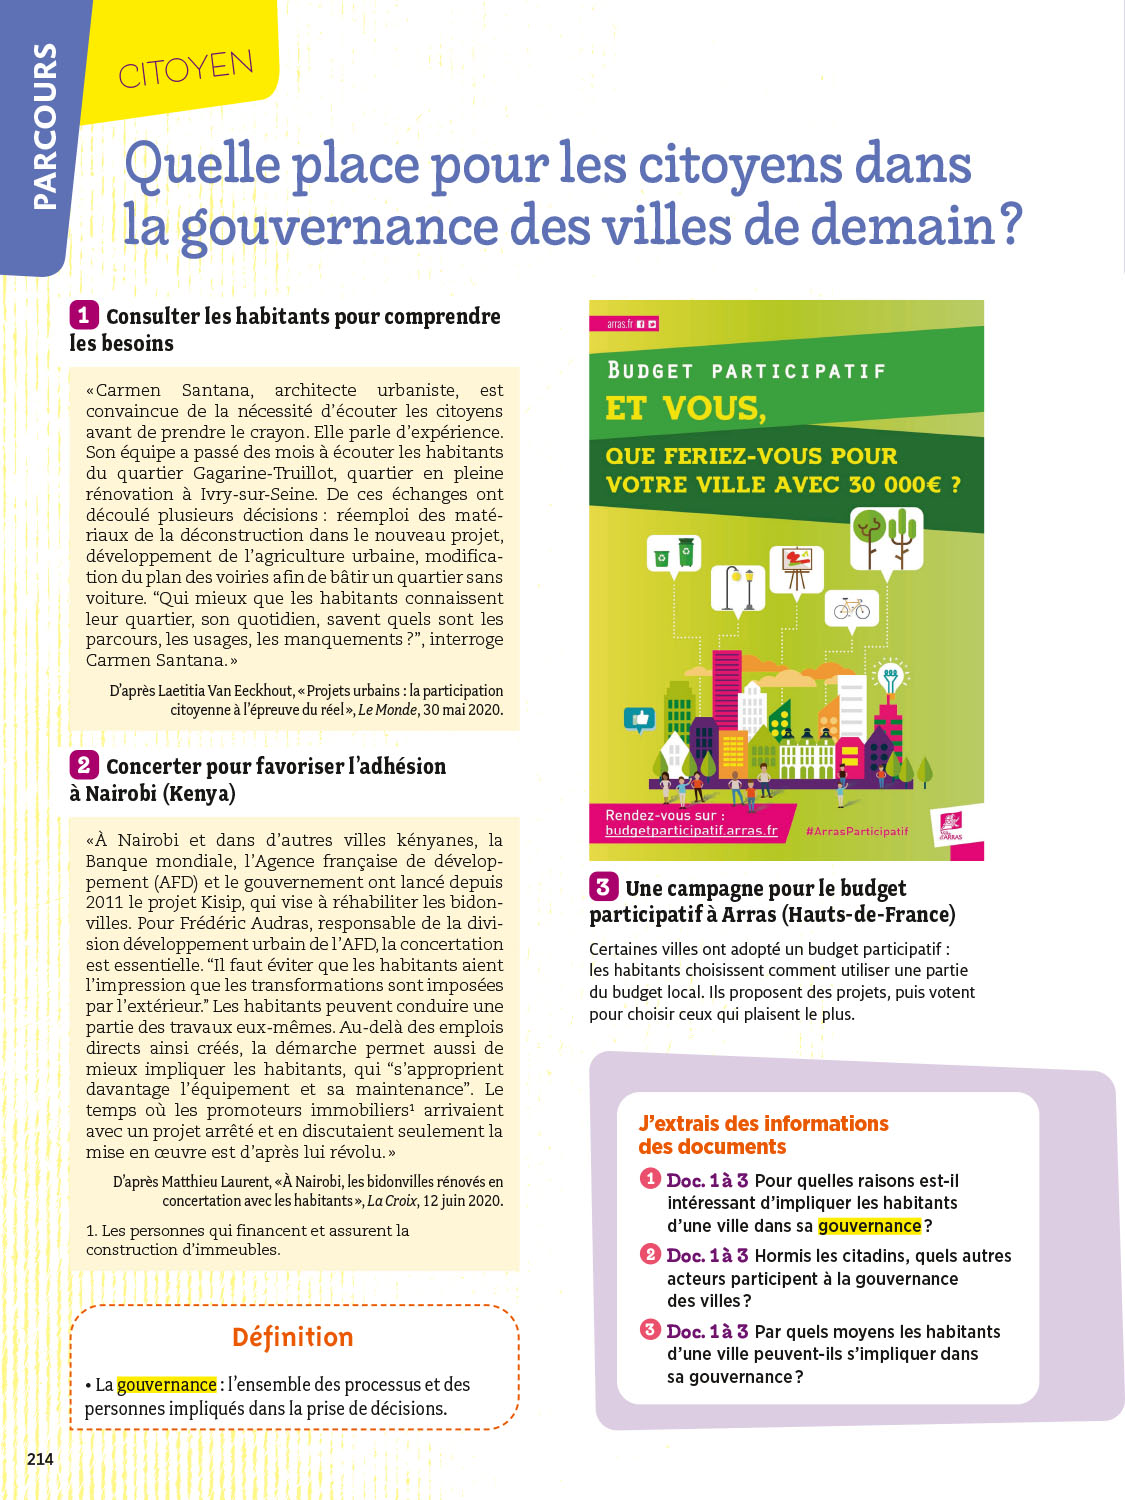 PARCOURS
CITOYEN
Quelle place pour les citoyens dans
la gouvernance des villes de demain ?
1 Consulter les habitants pour comprendre
les besoins
« Carmen Santana, architecte urbaniste, est
convaincue de la nécessité d’écouter les citoyens
avant de prendre le crayon. Elle parle d’expérience.
Son équipe a passé des mois à écouter les habitants
du quartier Gagarine-Truillot, quartier en pleine
rénovation à Ivry-sur-Seine. De ces échanges ont
découlé plusieurs décisions : réemploi des maté-
riaux de la déconstruction dans le nouveau projet,
développement de l’agriculture urbaine, modifica-
tion du plan des voiries afin de bâtir un quartier sans
voiture. “Qui mieux que les habitants connaissent
leur quartier, son quotidien, savent quels sont les
parcours, les usages, les manquements ?”, interroge
Carmen Santana. »
D’après Laetitia Van Eeckhout, « Projets urbains : la participation
citoyenne à l’épreuve du réel », Le Monde, 30 mai 2020.
2 Concerter pour favoriser l’adhésion
à Nairobi (Kenya)
« À Nairobi et dans d’autres villes kényanes, la
Banque mondiale, l’Agence française de dévelop-
pement (AFD) et le gouvernement ont lancé depuis
2011 le projet Kisip, qui vise à réhabiliter les bidon-
villes. Pour Frédéric Audras, responsable de la divi-
sion développement urbain de l’AFD, la concertation
est essentielle. “Il faut éviter que les habitants aient
l’impression que les transformations sont imposées
par l’extérieur.” Les habitants peuvent conduire une
partie des travaux eux-mêmes. Au-delà des emplois
directs ainsi créés, la démarche permet aussi de
mieux impliquer les habitants, qui “s’approprient
davantage l’équipement et sa maintenance”. Le
temps où les promoteurs immobiliers¹ arrivaient
avec un projet arrêté et en discutaient seulement la
mise en œuvre est d’après lui révolu. »
D’après Matthieu Laurent, « À Nairobi, les bidonvilles rénovés en
concertation avec les habitants », La Croix, 12 juin 2020.
1. Les personnes qui financent et assurent la
construction d’immeubles.
Définition
• La gouvernance : l’ensemble des processus et des
personnes impliqués dans la prise de décisions.
214
arras.fr
BUDGET PARTICIPATIF
ET VOUS,
QUE FERIEZ-VOUS POUR
VOTRE VILLE AVEC 30 000€ ?
Rendez-vous sur :
budgetparticipatif.arras.fr
#ArrasParticipatif
Ville
d'ARRAS
3 Une campagne pour le budget
participatif à Arras (Hauts-de-France)
Certaines villes ont adopté un budget participatif :
les habitants choisissent comment utiliser une partie
du budget local. Ils proposent des projets, puis votent
pour choisir ceux qui plaisent le plus.
J’extrais des informations
des documents
1 Doc. 1 à 3 Pour quelles raisons est-il
intéressant d’impliquer les habitants
d’une ville dans sa gouvernance ?
2 Doc. 1 à 3 Hormis les citadins, quels autres
acteurs participent à la gouvernance
des villes ?
3 Doc. 1 à 3 Par quels moyens les habitants
d’une ville peuvent-ils s’impliquer dans
sa gouvernance ?